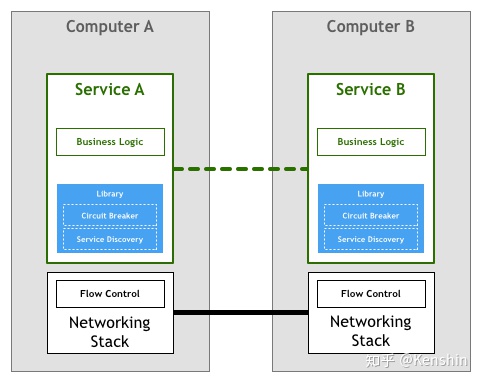 Computer A
Computer B
Service A
Business Logic
Library
Circuit Breaker
Service Discovery
Flow Control
Networking
Stack
Service B
Business Logic
Library
Circuit Breaker
Service Discovery
Flow Control
Networking
Stack
知乎 @Kenshin